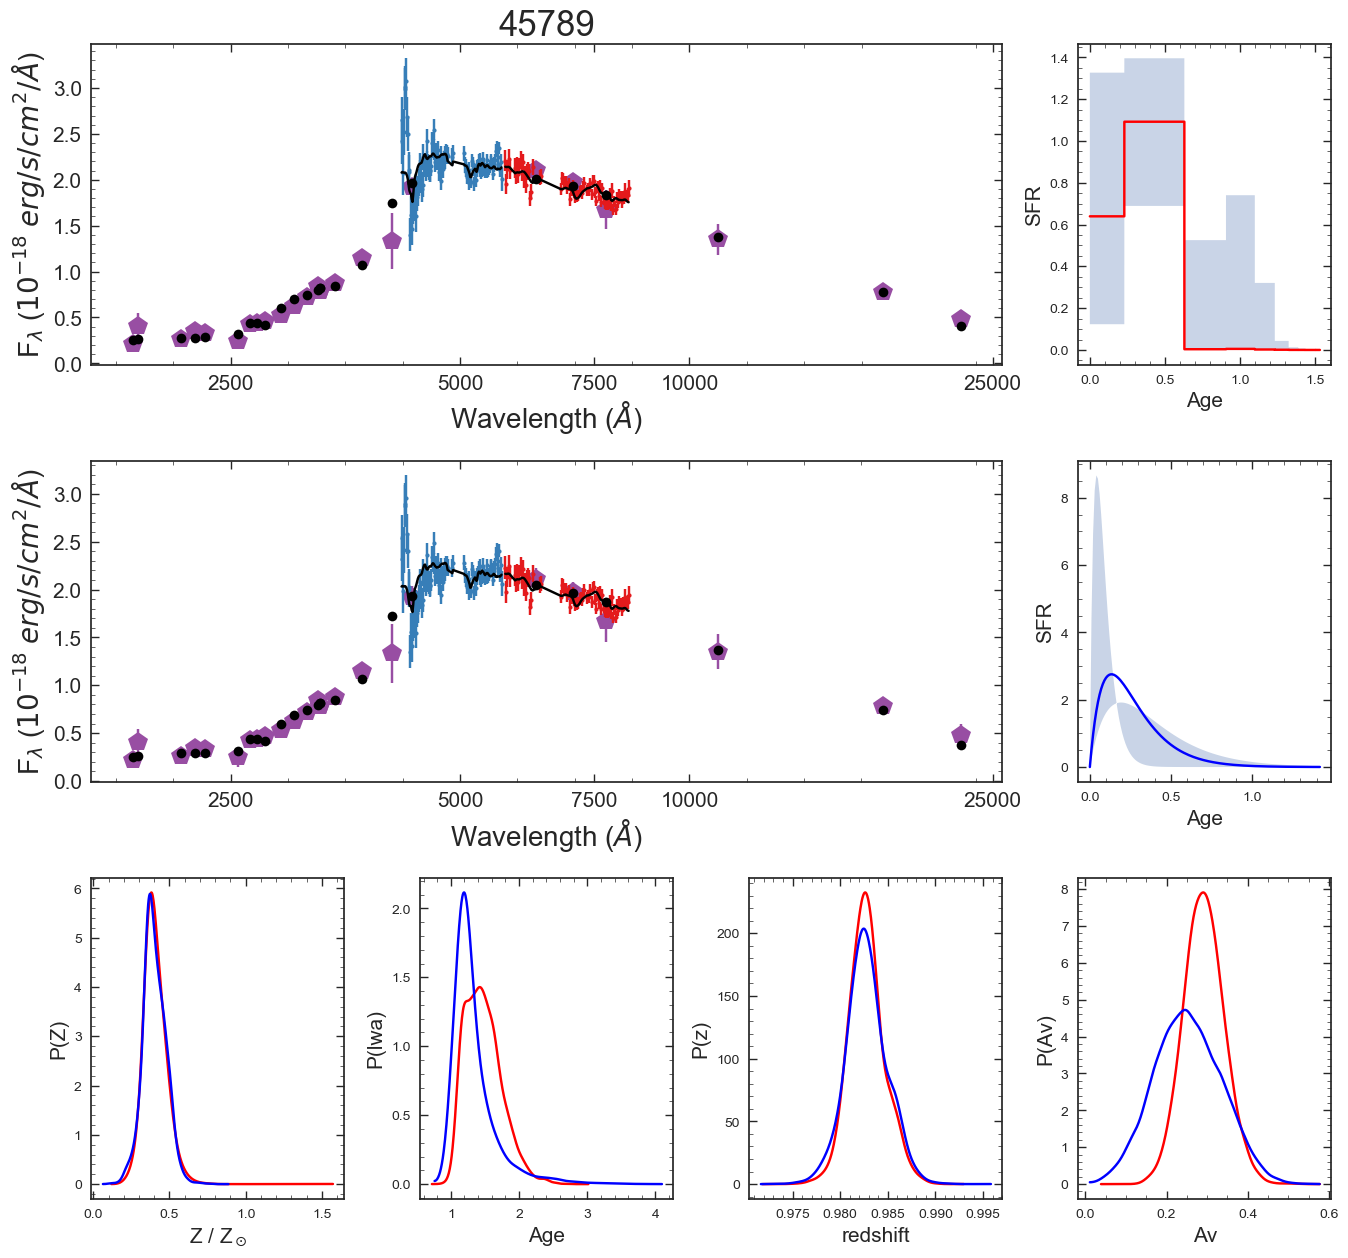 45789
F_λ (10^−18 erg/s/cm^2/Å)
3.0
2.5
2.0
1.5
1.0
0.5
0.0
2500 5000 7500 10000 25000
Wavelength (Å)
SFR
1.4
1.2
1.0
0.8
0.6
0.4
0.2
0.0
0.0 0.5 1.0 1.5
Age
F_λ (10^−18 erg/s/cm^2/Å)
3.0
2.5
2.0
1.5
1.0
0.5
0.0
2500 5000 7500 10000 25000
Wavelength (Å)
SFR
8
6
4
2
0
0.0 0.5 1.0
Age
P(Z)
6
5
4
3
2
1
0
0.0 0.5 1.0 1.5
Z / Z_⊙
P(lwa)
2.0
1.5
1.0
0.5
0.0
1 2 3 4
Age
P(z)
200
150
100
50
0
0.975 0.980 0.985 0.990 0.995
redshift
P(Av)
8
7
6
5
4
3
2
1
0
0.0 0.2 0.4 0.6
Av